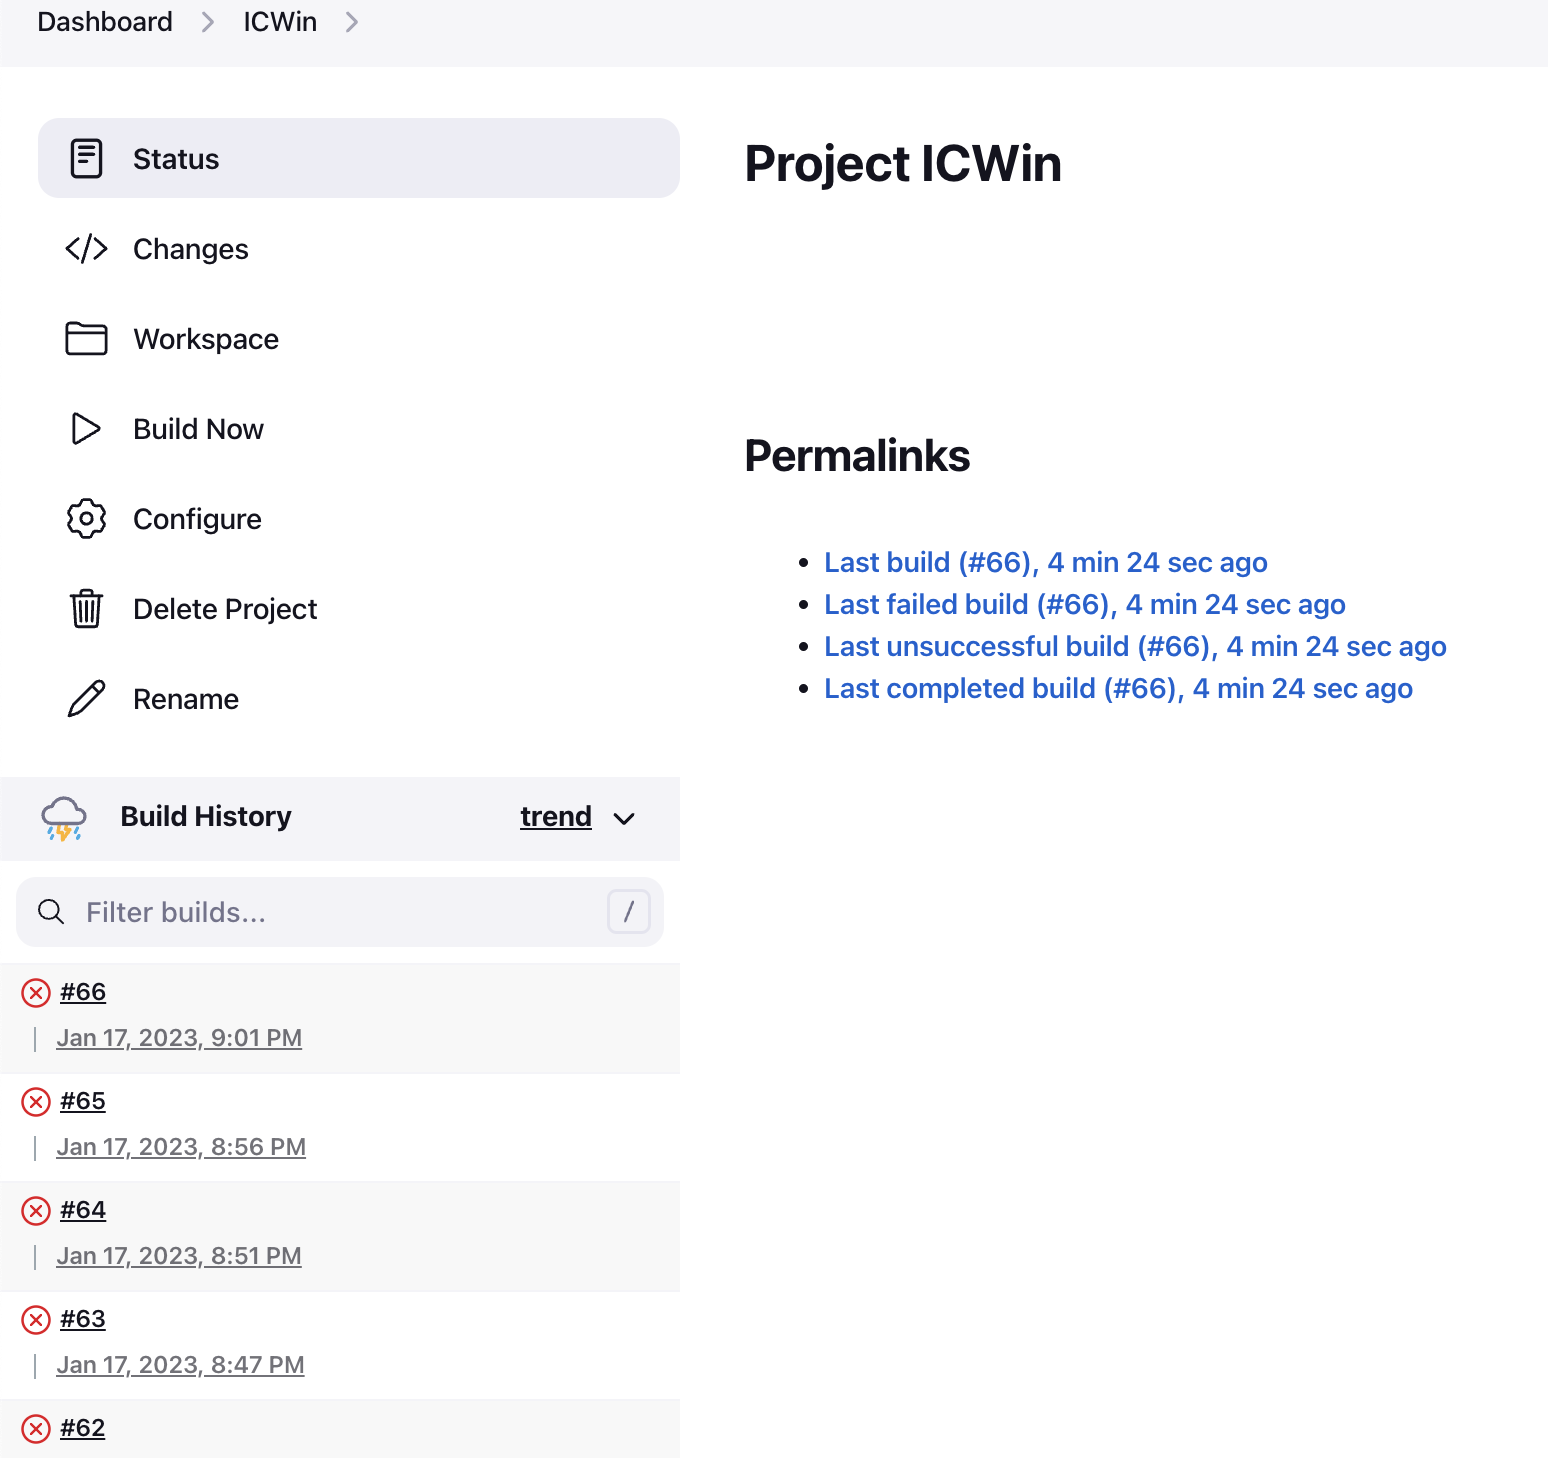 Dashboard
ICWin
Status
Changes
Workspace
Build Now
Configure
Delete Project
Rename
Build History
trend
Filter builds...
/
#66
Jan 17, 2023, 9:01 PM
#65
Jan 17, 2023, 8:56 PM
#64
Jan 17, 2023, 8:51 PM
#63
Jan 17, 2023, 8:47 PM
#62
Project ICWin
Permalinks
Last build (#66), 4 min 24 sec ago
Last failed build (#66), 4 min 24 sec ago
Last unsuccessful build (#66), 4 min 24 sec ago
Last completed build (#66), 4 min 24 sec ago